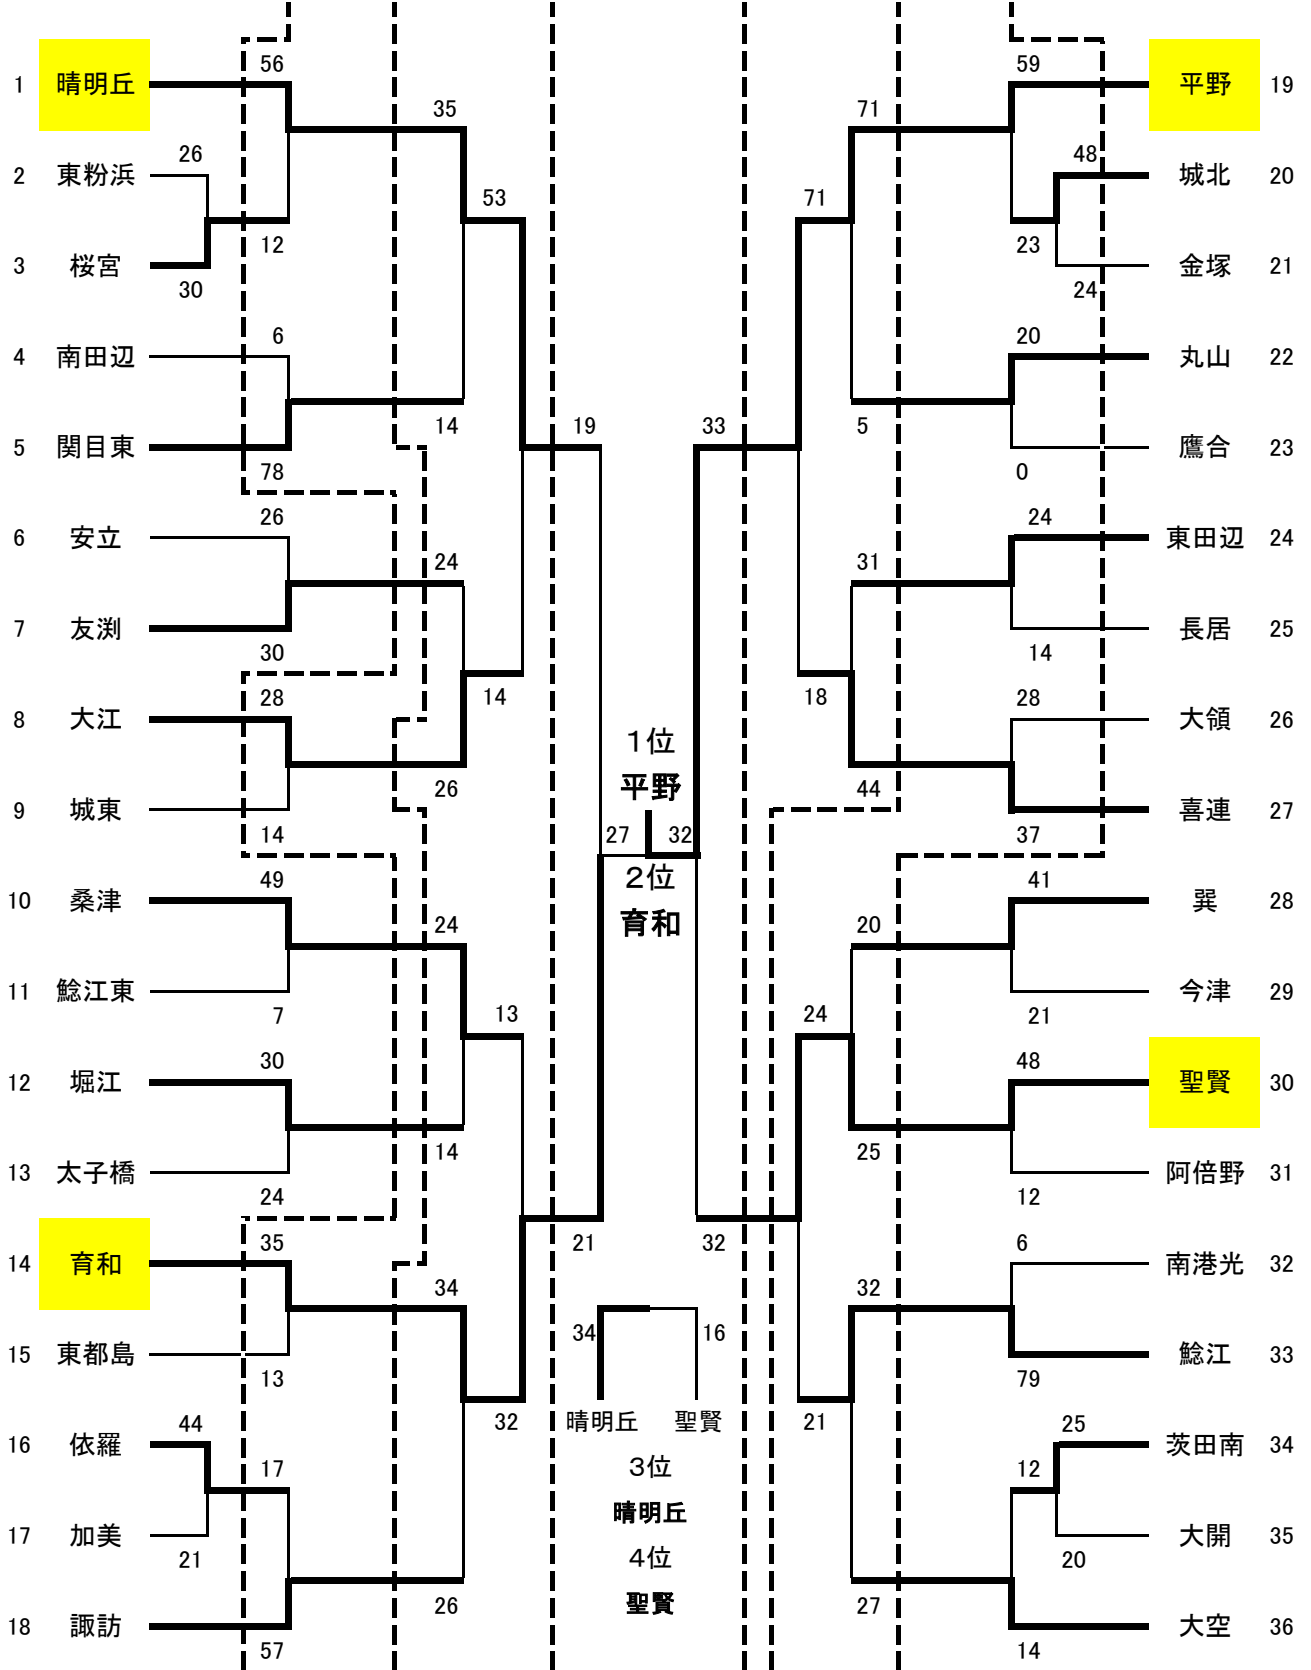 56 59
1 晴明丘 平野 19
35 71
26 48
2 東粉浜 城北 20
53 71
12 23
3 桜宮 金塚 21
30 24
6 20
4 南田辺 丸山 22
14 19 33 5
5 関目東 鷹合 23
78 0
26 24
6 安立 東田辺 24
24 31
7 友渕 長居 25
30 14
28 14 18 28
8 大江 大領 26
1位
平野
26 44
9 城東 喜連 27
14 27 32 37
2位
49 41
10 桑津 巽 28
育和
24 20
11 鯰江東 今津 29
7 13 24 21
30 48
12 堀江 聖賢 30
14 25
13 太子橋 阿倍野 31
24 12
35 21 32 6
14 育和 南港光 32
34 32
34 16
15 東都島 鯰江 33
13 79
44 32 晴明丘 聖賢 21 25
16 依羅 茨田南 34
17 3位 12
晴明丘
17 加美 大開 35
21 4位 20
26 聖賢 27
18 諏訪 大空 36
57 14